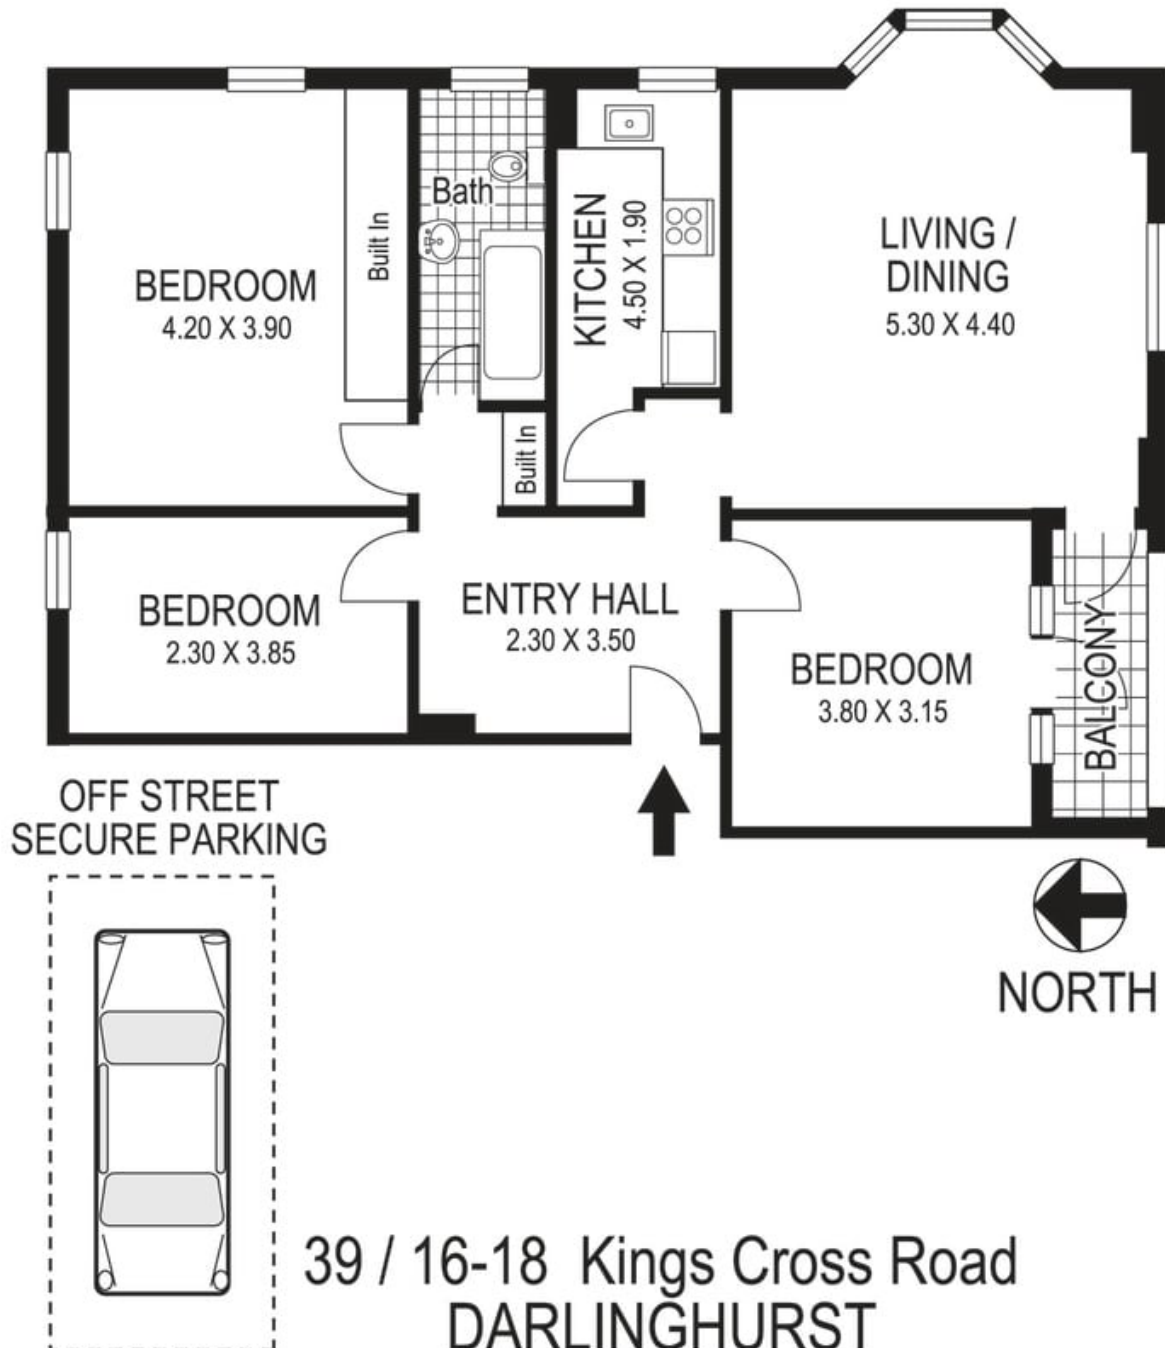 BEDROOM
4.20 X 3.90
Built In
Bath
KITCHEN
4.50 X 1.90
LIVING /
DINING
5.30 X 4.40
Built In
BEDROOM
2.30 X 3.85
ENTRY HALL
2.30 X 3.50
BEDROOM
3.80 X 3.15
BALCONY
OFF STREET
SECURE PARKING
NORTH
39 / 16-18 Kings Cross Road
DARLINGHURST